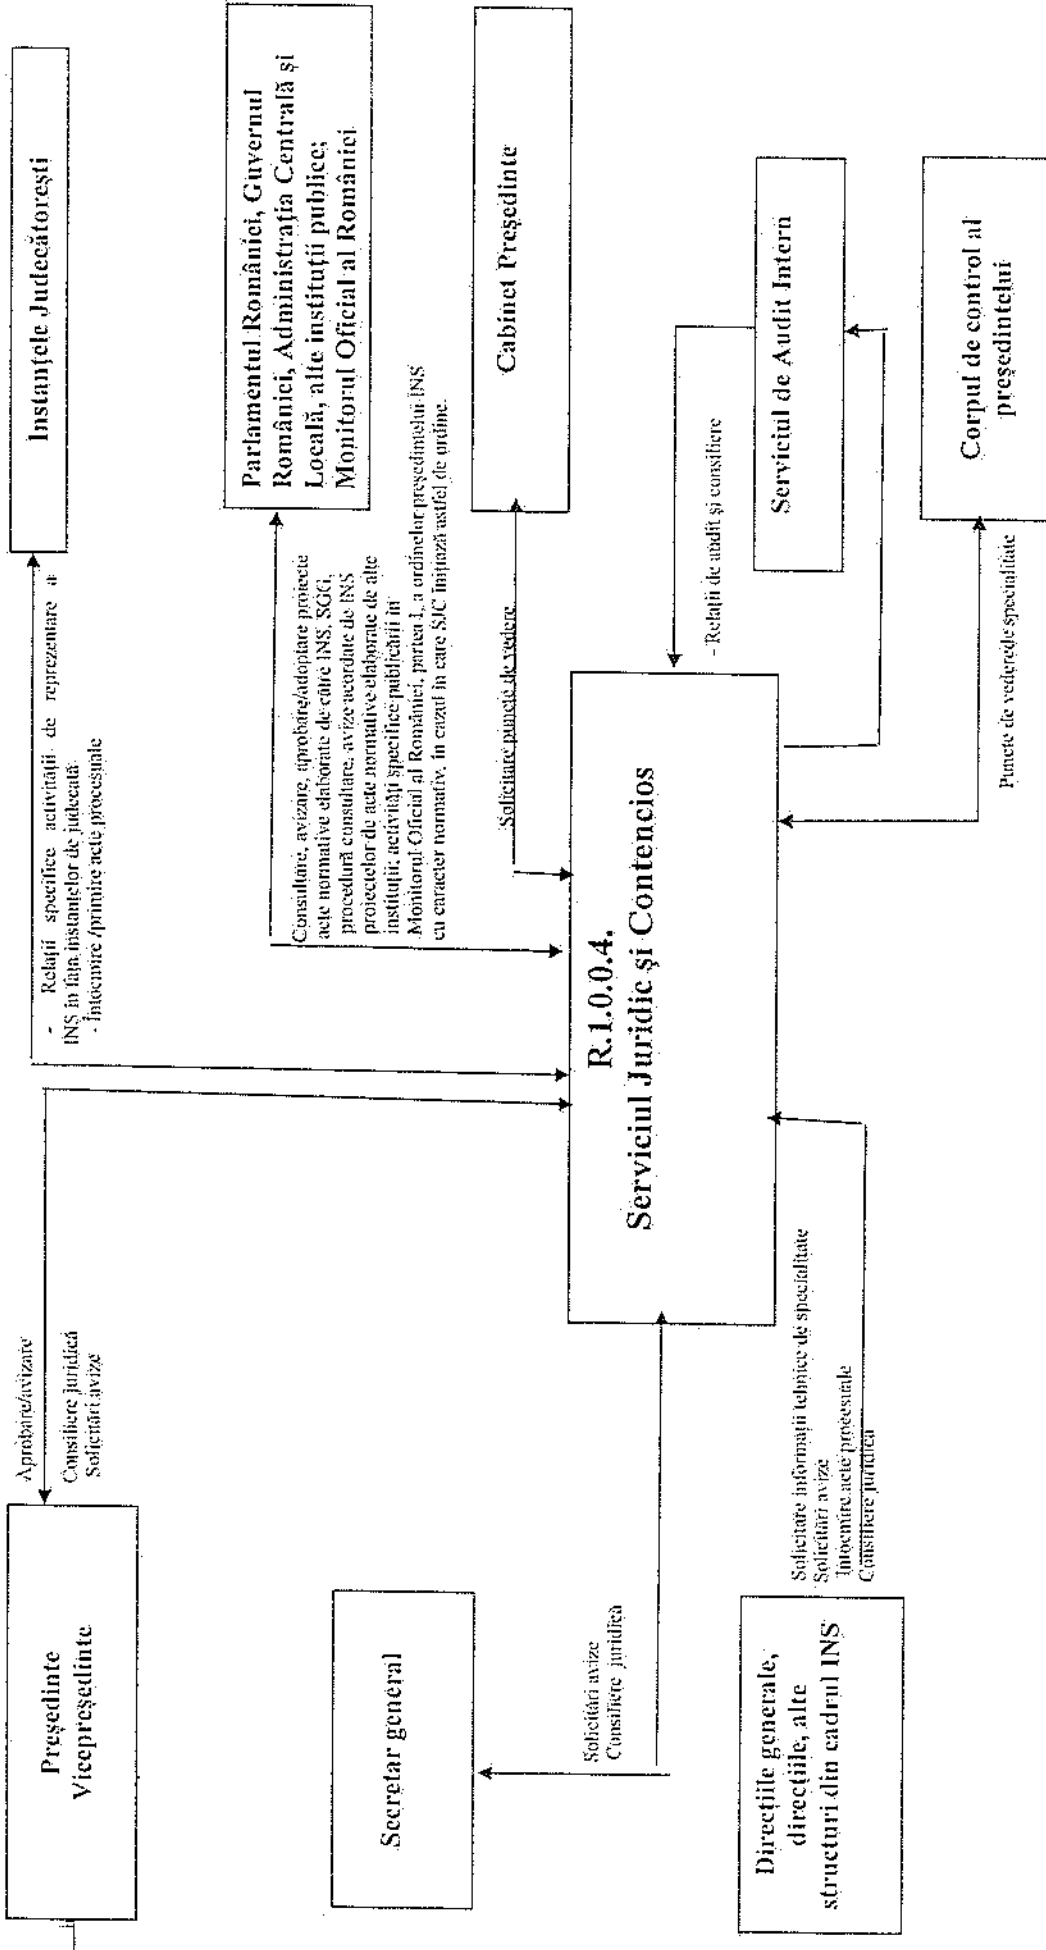 Președinte
Vicepreședinte
Aprobare/avizare
Consiliere juridică
Solicitări avize
Instanțele Judecătorești
- Relații specifice activității de reprezentare a
INS în fața instanțelor de judecată
- Întocmire /primire acte procesuale
Parlamentul României, Guvernul
României, Administrația Centrală și
Locală, alte instituții publice;
Monitorul Oficial al României
Consultare, avizare, aprobare/adoptare proiecte
acte normative elaborate de către INS, SGG,
procedură consultare, avize acordate de INS
proiectelor de acte normative elaborate de alte
instituții; activități specifice publicării în
Monitorul Oficial al României, partea I, a ordinelor președintelui INS
cu caracter normativ, în cazul în care SJC inițiază astfel de ordine.
Secretar general
Solicitări avize
Consiliere juridică
Cabinet Președinte
Solicitare puncte de vedere
R.1.0.0.4.
Serviciul Juridic și Contencios
- Relații de audit și consiliere
Serviciul de Audit Intern
Direcțiile generale,
direcțiile, alte
structuri din cadrul INS
Solicitare informații tehnice de specialitate
Solicitări avize
Întocmire acte procesuale
Consiliere juridică
Puncte de vedere de specialitate
Corpul de control al
președintelui